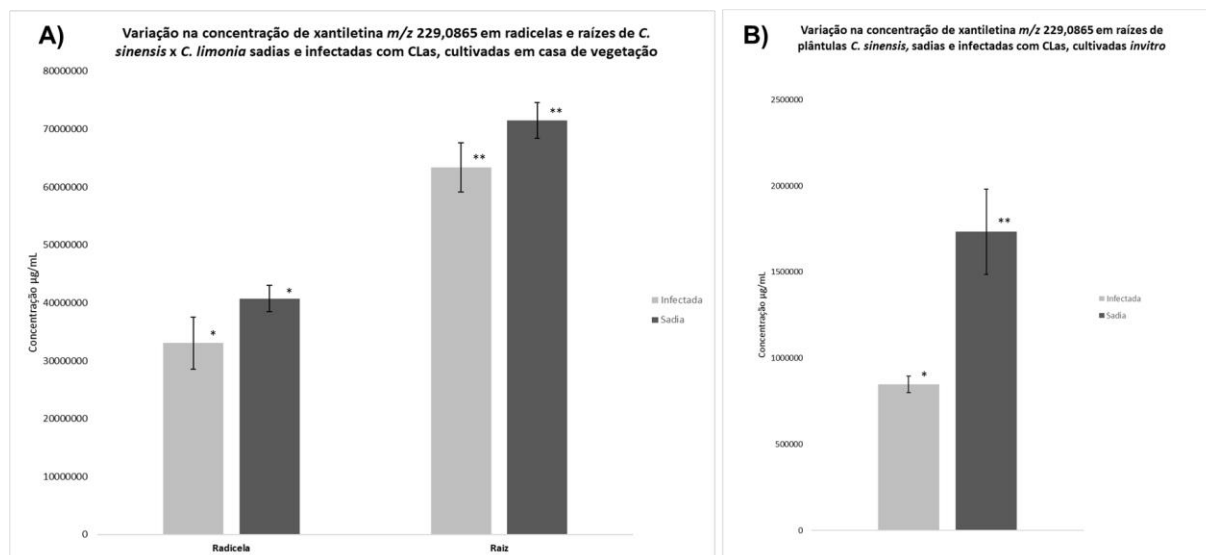 A)
Variação na concentração de xantiletina m/z 229,0865 em radicelas e raízes de C.
sinensis x C. limonia sadias e infectadas com CLas, cultivadas em casa de vegetação
80000000
70000000
60000000
50000000
40000000
30000000
20000000
10000000
0
Concentração µg/mL
*
*
**
**
Radicela
Raiz
Infectada
Sadia
B)
Variação na concentração de xantiletina m/z 229,0865 em raízes de
plântulas C. sinensis, sadias e infectadas com CLas, cultivadas invitro
2500000
2000000
1500000
1000000
500000
0
Concentração µg/mL
*
**
Infectada
Sadia